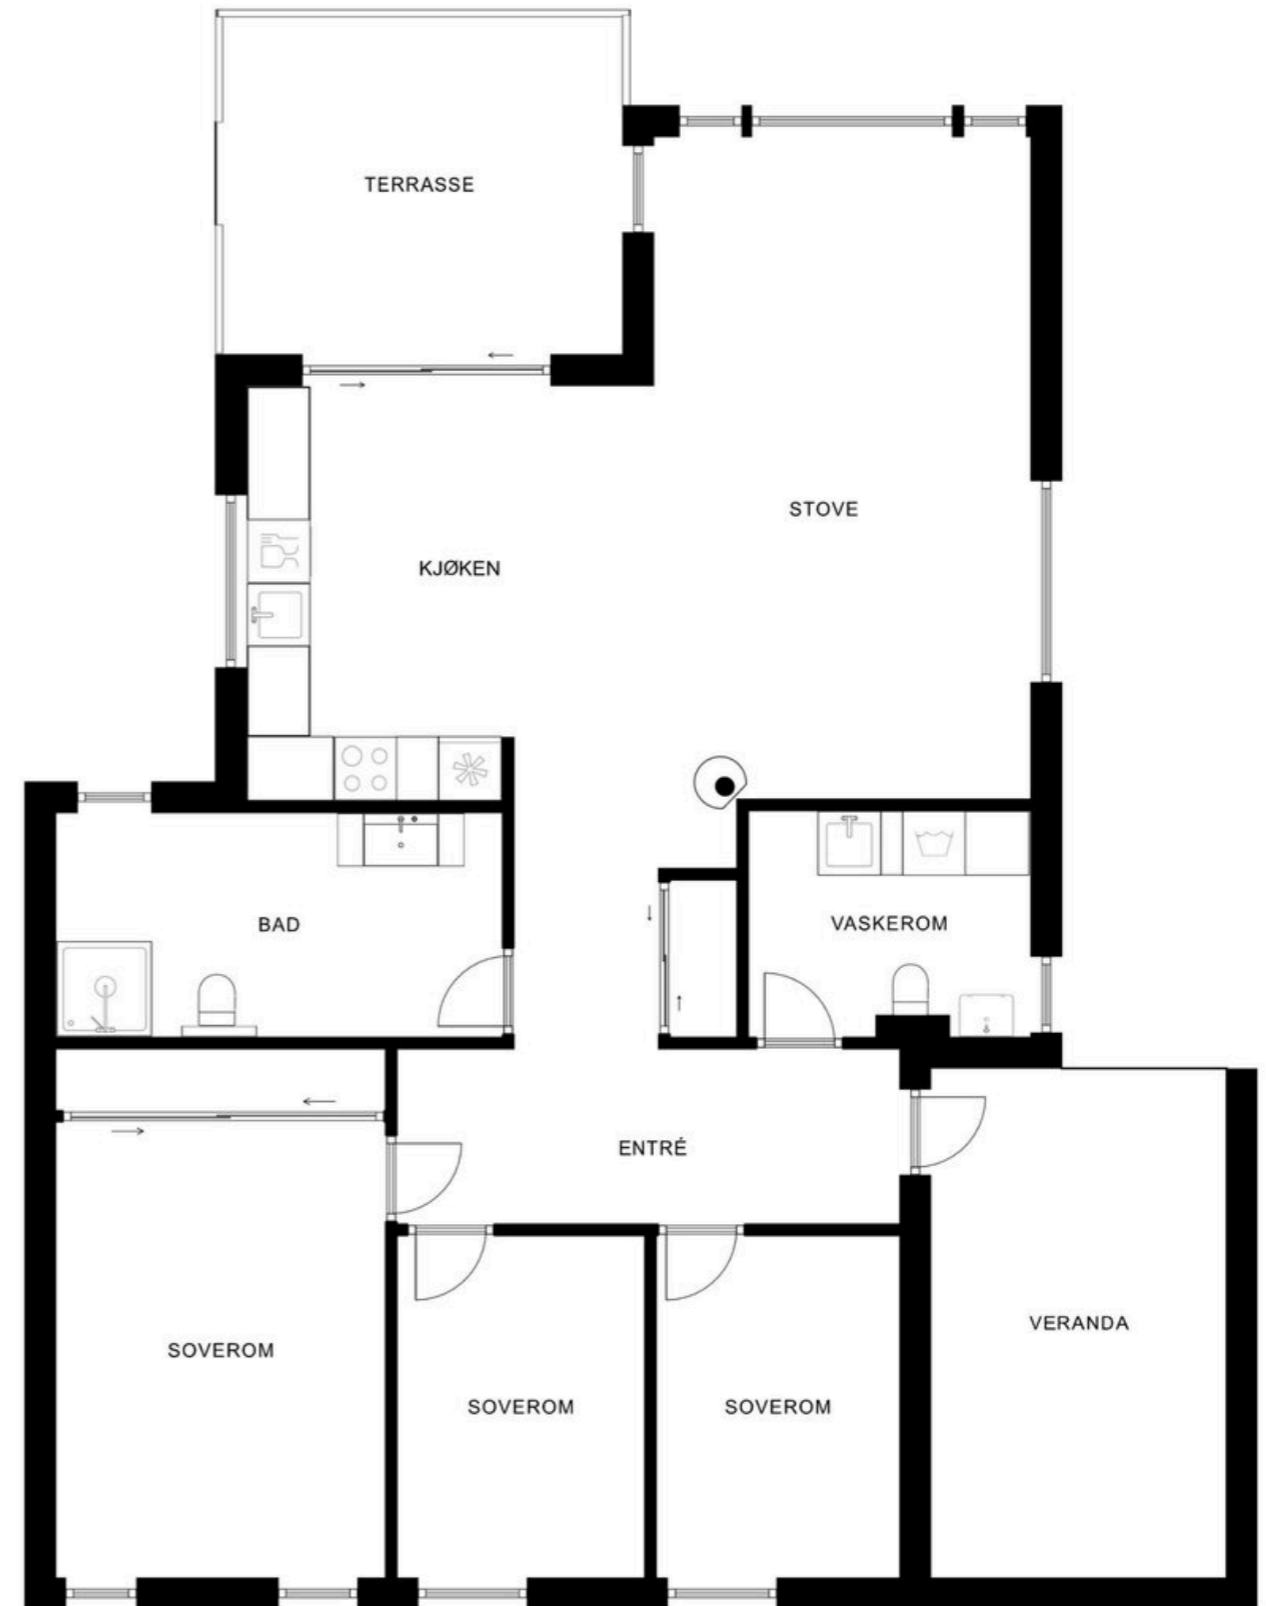 TERRASSE
STOVE
KJØKEN
BAD
VASKEROM
ENTRÉ
VERANDA
SOVEROM
SOVEROM
SOVEROM